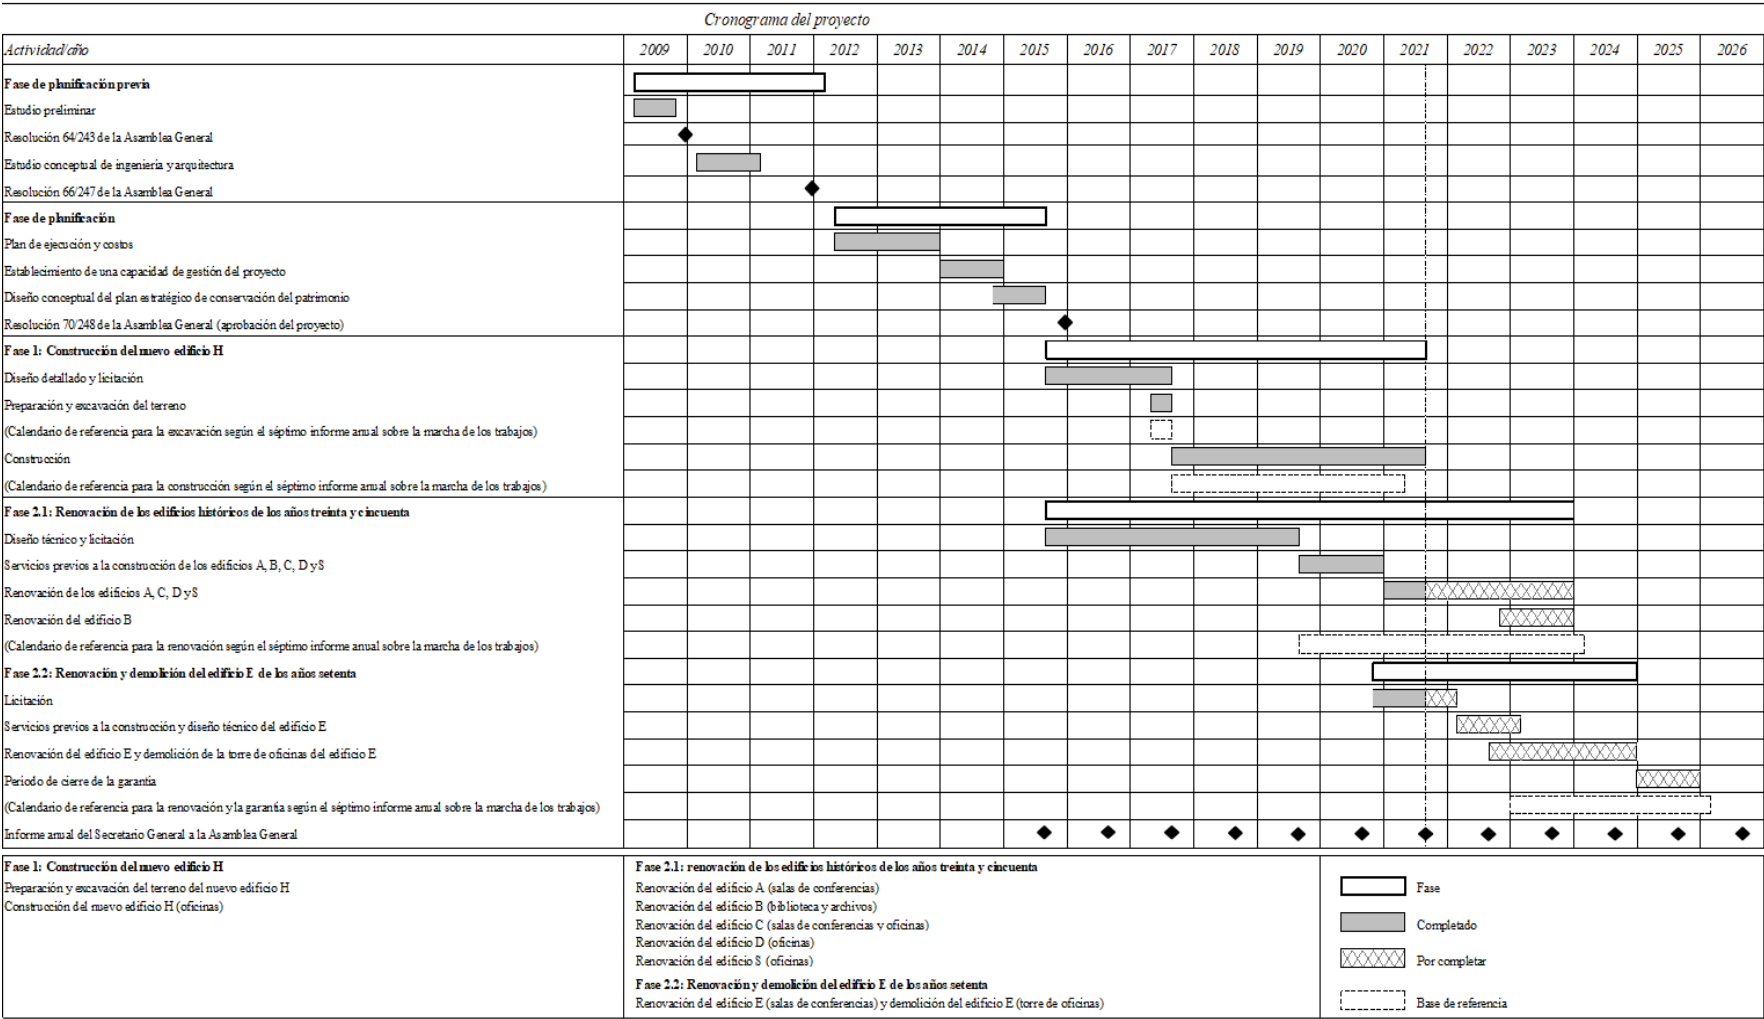 Cronograma del proyecto
Actividad/año 2009 2010 2011 2012 2013 2014 2015 2016 2017 2018 2019 2020 2021 2022 2023 2024 2025 2026
Fase de planificación previa
Estudio preliminar
Resolución 64/243 de la Asamblea General
Estudio conceptual de ingeniería y arquitectura
Resolución 66/247 de la Asamblea General
Fase de planificación
Plan de ejecución y costos
Establecimiento de una capacidad de gestión del proyecto
Diseño conceptual del plan estratégico de conservación del patrimonio
Resolución 70/248 de la Asamblea General (aprobación del proyecto)
Fase 1: Construcción del nuevo edificio H
Diseño detallado y licitación
Preparación y excavación del terreno
(Calendario de referencia para la excavación según el séptimo informe anual sobre la marcha de los trabajos)
Construcción
(Calendario de referencia para la construcción según el séptimo informe anual sobre la marcha de los trabajos)
Fase 2.1: Renovación de los edificios históricos de los años treinta y cincuenta
Diseño técnico y licitación
Servicios previos a la construcción de los edificios A, B, C, D y S
Renovación de los edificios A, C, D y S
Renovación del edificio B
(Calendario de referencia para la renovación según el séptimo informe anual sobre la marcha de los trabajos)
Fase 2.2: Renovación y demolición del edificio E de los años setenta
Licitación
Servicios previos a la construcción y diseño técnico del edificio E
Renovación del edificio E y demolición de la torre de oficinas del edificio E
Periodo de cierre de la garantía
(Calendario de referencia para la renovación y la garantía según el séptimo informe anual sobre la marcha de los trabajos)
Informe anual del Secretario General a la Asamblea General
Fase 1: Construcción del nuevo edificio H
Preparación y excavación del terreno del nuevo edificio H
Construcción del nuevo edificio H (oficinas)
Fase 2.1: renovación de los edificios históricos de los años treinta y cincuenta
Renovación del edificio A (salas de conferencias)
Renovación del edificio B (biblioteca y archivos)
Renovación del edificio C (salas de conferencias y oficinas)
Renovación del edificio D (oficinas)
Renovación del edificio S (oficinas)
Fase 2.2: Renovación y demolición del edificio E de los años setenta
Renovación del edificio E (salas de conferencias) y demolición del edificio E (torre de oficinas)
Fase
Completado
Por completar
Base de referencia